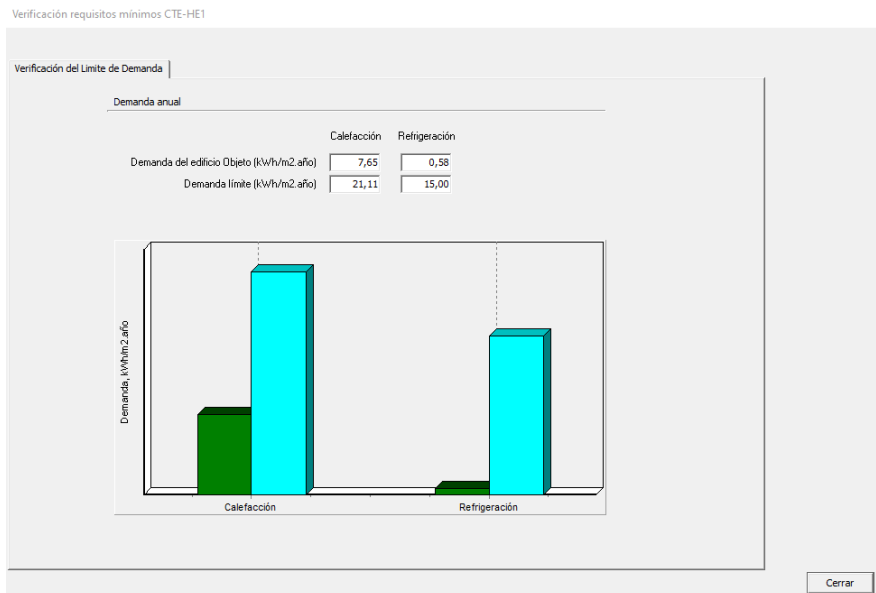 Verificación requisitos mínimos CTE-HE1
Verificación del Limite de Demanda
Demanda anual
Calefacción Refrigeración
Demanda del edificio Objeto (kWh/m2.año) 7,65 0,58
Demanda límite (kWh/m2.año) 21,11 15,00
Demanda, kWh/m2.año
Calefacción Refrigeración
Cerrar